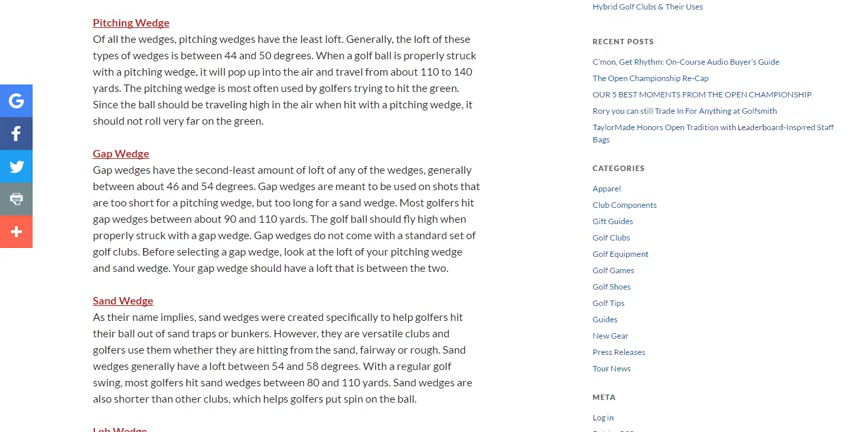 Pitching Wedge
Of all the wedges, pitching wedges have the least loft. Generally, the loft of these
types of wedges is between 44 and 50 degrees. When a golf ball is properly struck
with a pitching wedge, it will pop up into the air and travel from about 110 to 140
yards. The pitching wedge is most often used by golfers trying to hit the green.
Since the ball should be traveling high in the air when hit with a pitching wedge, it
should not roll very far on the green.
Gap Wedge
Gap wedges have the second-least amount of loft of any of the wedges, generally
between about 46 and 54 degrees. Gap wedges are meant to be used on shots that
are too short for a pitching wedge, but too long for a sand wedge. Most golfers hit
gap wedges between about 90 and 110 yards. The golf ball should fly high when
properly struck with a gap wedge. Gap wedges do not come with a standard set of
golf clubs. Before selecting a gap wedge, look at the loft of your pitching wedge
and sand wedge. Your gap wedge should have a loft that is between the two.
Sand Wedge
As their name implies, sand wedges were created specifically to help golfers hit
their ball out of sand traps or bunkers. However, they are versatile clubs and
golfers use them whether they are hitting from the sand, fairway or rough. Sand
wedges generally have a loft between 54 and 58 degrees. With a regular golf
swing, most golfers hit sand wedges between 80 and 110 yards. Sand wedges are
also shorter than other clubs, which helps golfers put spin on the ball.
Lob Wedge
Hybrid Golf Clubs & Their Uses
RECENT POSTS
C'mon, Get Rhythm: On-Course Audio Buyer's Guide
The Open Championship Re-Cap
OUR 5 BEST MOMENTS FROM THE OPEN CHAMPIONSHIP
Rory you can still Trade In For Anything at Golfsmith
TaylorMade Honors Open Tradition with Leaderboard-Inspired Staff
Bags
CATEGORIES
Apparel
Club Components
Gift Guides
Golf Clubs
Golf Equipment
Golf Games
Golf Shoes
Golf Tips
Guides
New Gear
Press Releases
Tour News
META
Log in